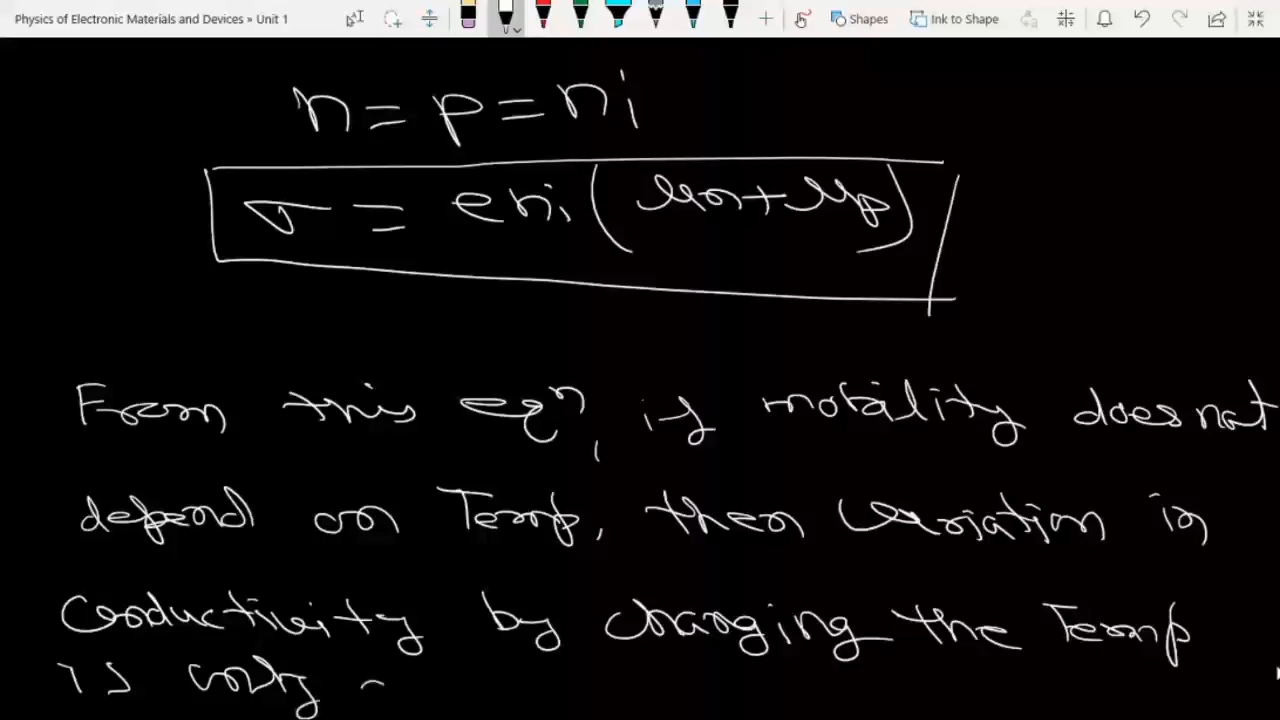 Physics of Electronic Materials and Devices » Unit 1
Shapes
Ink to Shape
n = p = ni
σ = eni (μn + μp)
From this eqn, if mobility does not
depend on Temp, then variation in
conductivity by changing the Temp
is only